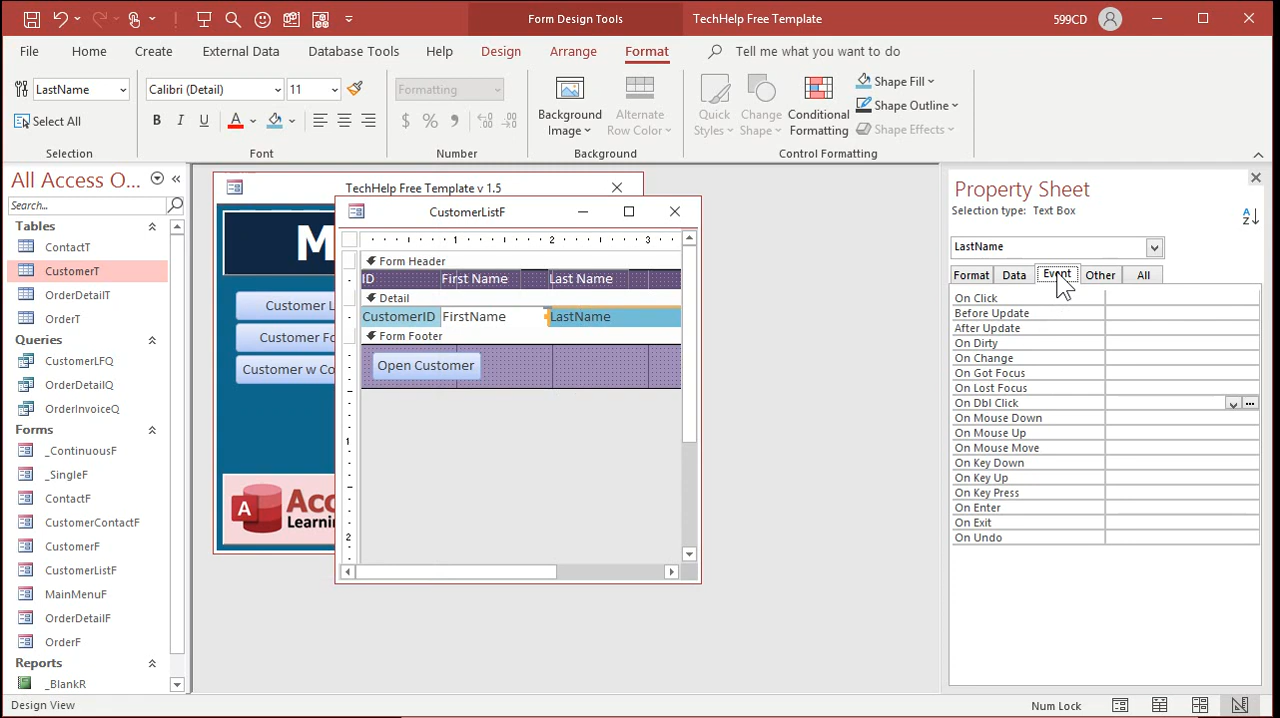 Form Design Tools
TechHelp Free Template
599CD
File
Home
Create
External Data
Database Tools
Help
Design
Arrange
Format
Tell me what you want to do
LastName
Select All
Selection
Calibri (Detail)
11
B I U A
Font
Formatting
$ % 9
Number
Background Image
Alternate Row Color
Background
Quick Styles
Change Shape
Conditional Formatting
Shape Fill
Shape Outline
Shape Effects
Control Formatting
All Access O...
Search...
Tables
ContactT
CustomerT
OrderDetailT
OrderT
Queries
CustomerLFQ
OrderDetailQ
OrderInvoiceQ
Forms
_ContinuousF
_SingleF
ContactF
CustomerContactF
CustomerF
CustomerListF
MainMenuF
OrderDetailF
OrderF
Reports
_BlankR
TechHelp Free Template v 1.5
M
Customer L
Customer Fo
Customer w Co
A
Acc
Learnin
CustomerListF
1 2 3
Form Header
ID First Name Last Name
Detail
CustomerID FirstName LastName
Form Footer
Open Customer
1
2
Property Sheet
Selection type: Text Box
A
Z
LastName
Format Data Event Other All
On Click
Before Update
After Update
On Dirty
On Change
On Got Focus
On Lost Focus
On Dbl Click
...
On Mouse Down
On Mouse Up
On Mouse Move
On Key Down
On Key Up
On Key Press
On Enter
On Exit
On Undo
Design View
Num Lock